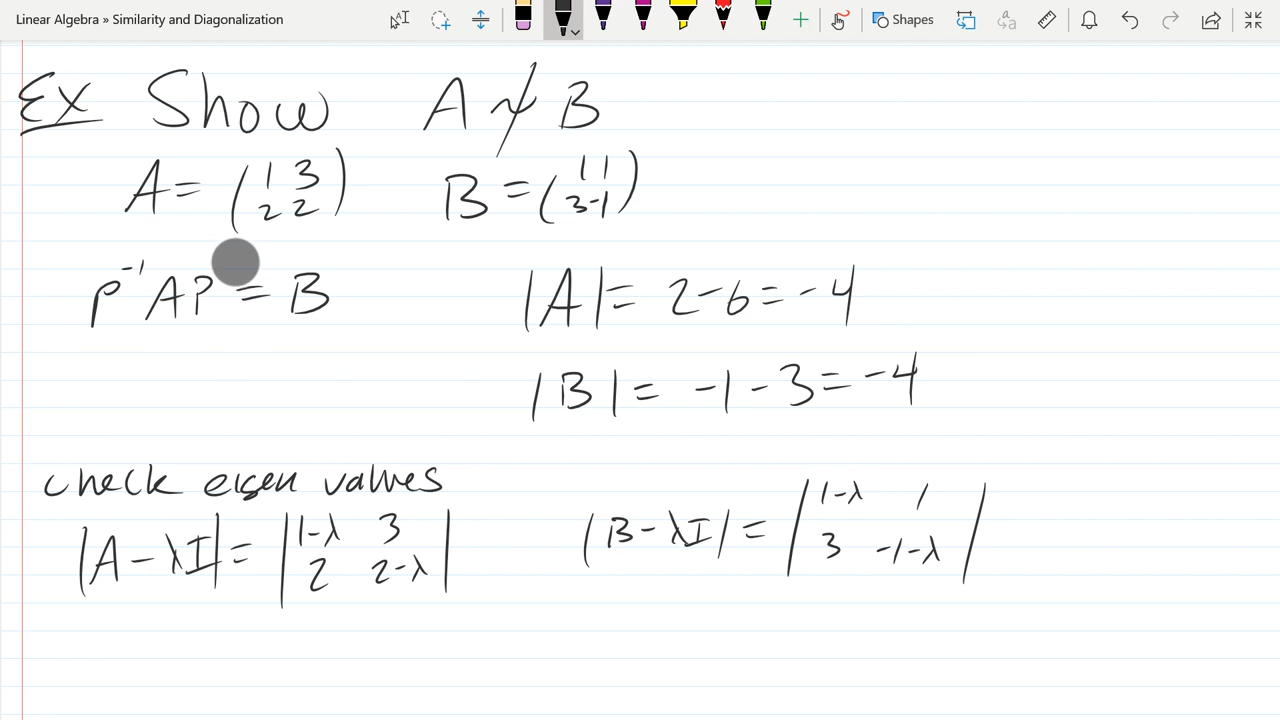 Linear Algebra » Similarity and Diagonalization
Shapes
Ex Show A ≁ B
A = (1 3 B = (1 1
2 2) 3 -1)
P⁻¹AP = B |A| = 2 - 6 = -4
|B| = -1 - 3 = -4
check eigen values
|A - λI| = |1-λ 3 |B - λI| = |1-λ 1
2 2-λ| 3 -1-λ|